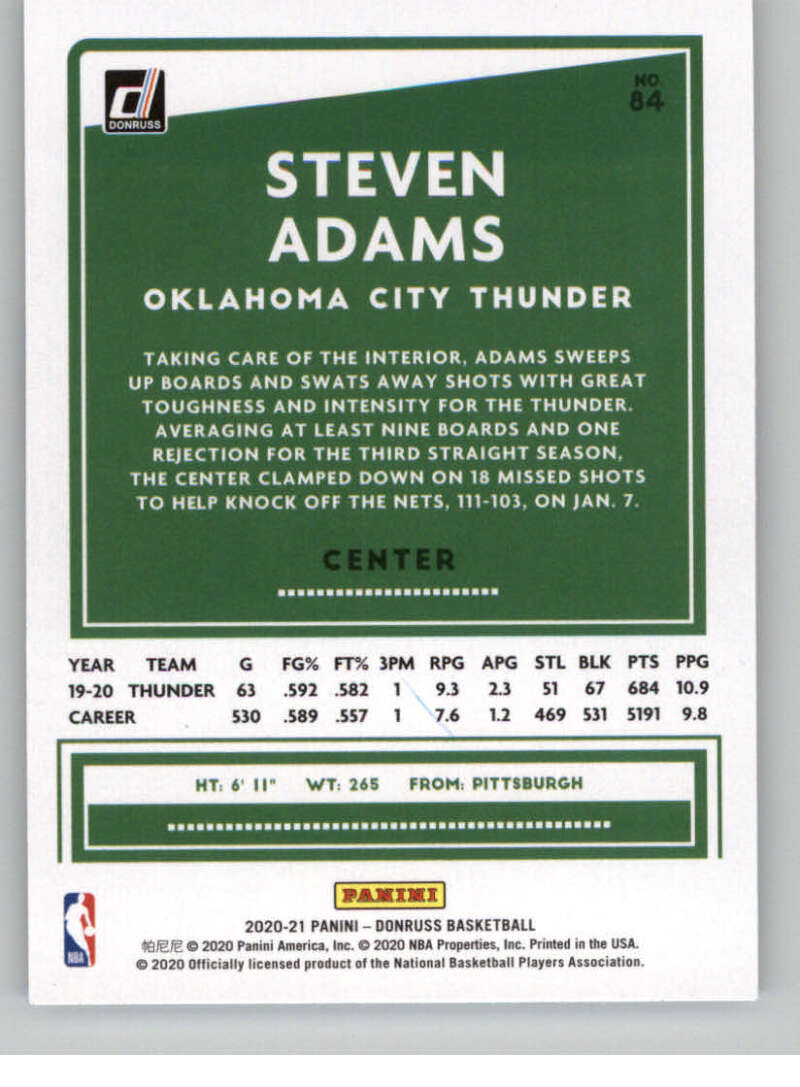 DONRUSS
NO.
84
STEVEN
ADAMS
OKLAHOMA CITY THUNDER
TAKING CARE OF THE INTERIOR, ADAMS SWEEPS
UP BOARDS AND SWATS AWAY SHOTS WITH GREAT
TOUGHNESS AND INTENSITY FOR THE THUNDER.
AVERAGING AT LEAST NINE BOARDS AND ONE
REJECTION FOR THE THIRD STRAIGHT SEASON,
THE CENTER CLAMPED DOWN ON 18 MISSED SHOTS
TO HELP KNOCK OFF THE NETS, 111-103, ON JAN. 7.
CENTER
YEAR TEAM G FG% FT% 3PM RPG APG STL BLK PTS PPG
19-20 THUNDER 63 .592 .582 1 9.3 2.3 51 67 684 10.9
CAREER 530 .589 .557 1 7.6 1.2 469 531 5191 9.8
HT: 6' 11" WT: 265 FROM: PITTSBURGH
PANINI
2020-21 PANINI – DONRUSS BASKETBALL
帕尼尼 © 2020 Panini America, Inc. © 2020 NBA Properties, Inc. Printed in the USA.
© 2020 Officially licensed product of the National Basketball Players Association.
NBA